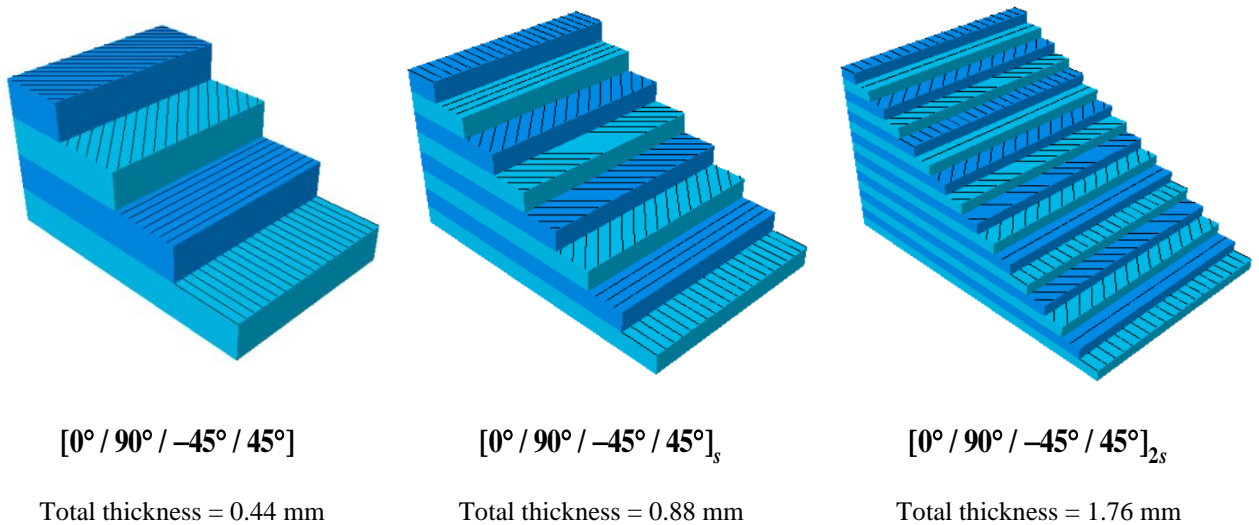 [0° / 90° / –45° / 45°]
[0° / 90° / –45° / 45°]s
[0° / 90° / –45° / 45°]2s
Total thickness = 0.44 mm
Total thickness = 0.88 mm
Total thickness = 1.76 mm